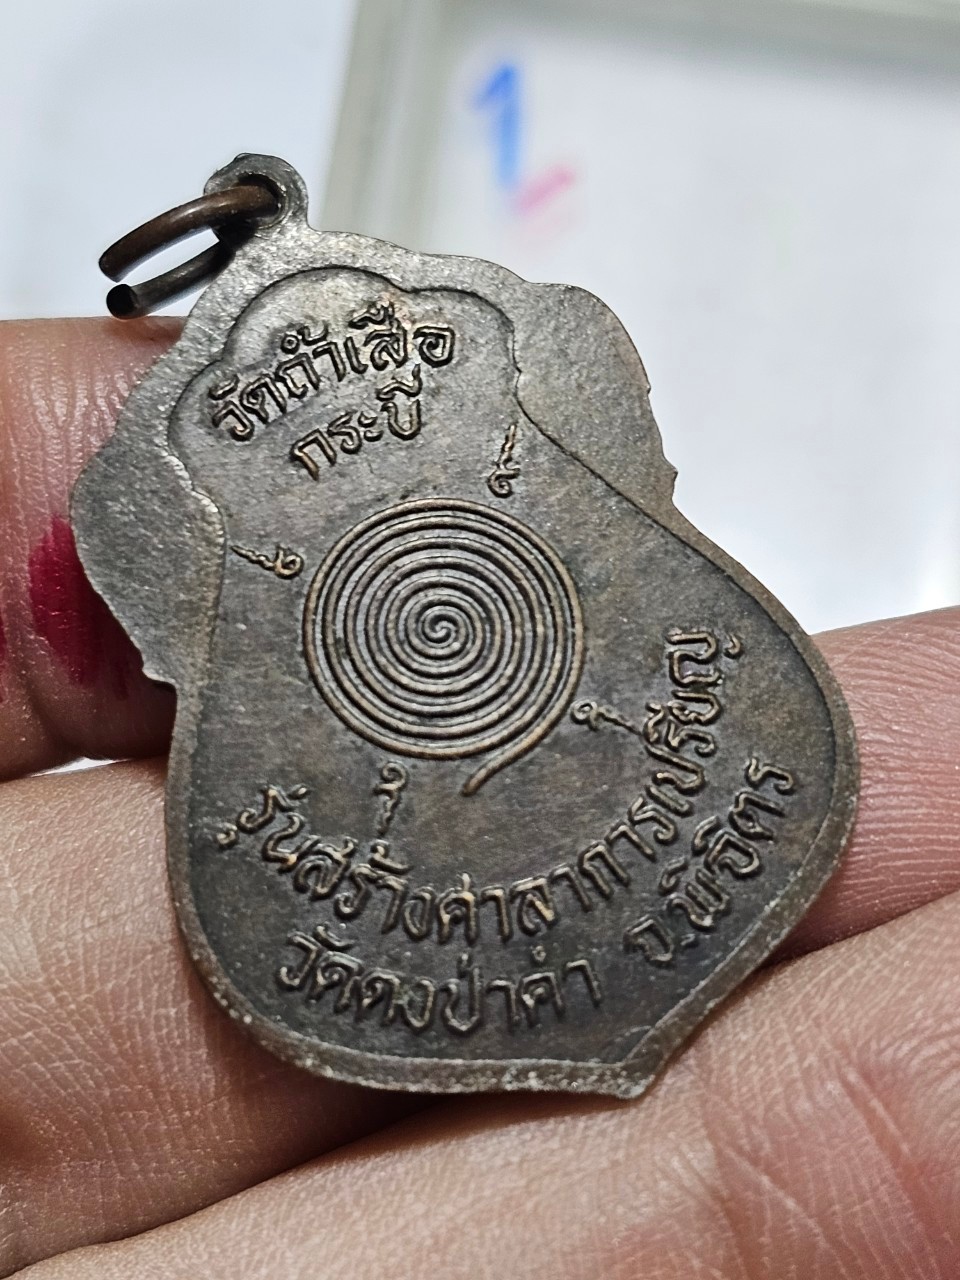 วัดถ้ำเสือ
กระบี่
รุ่นสร้างศาลาการเปรียญ
วัดดงป่าคำ จ.พิจิตร